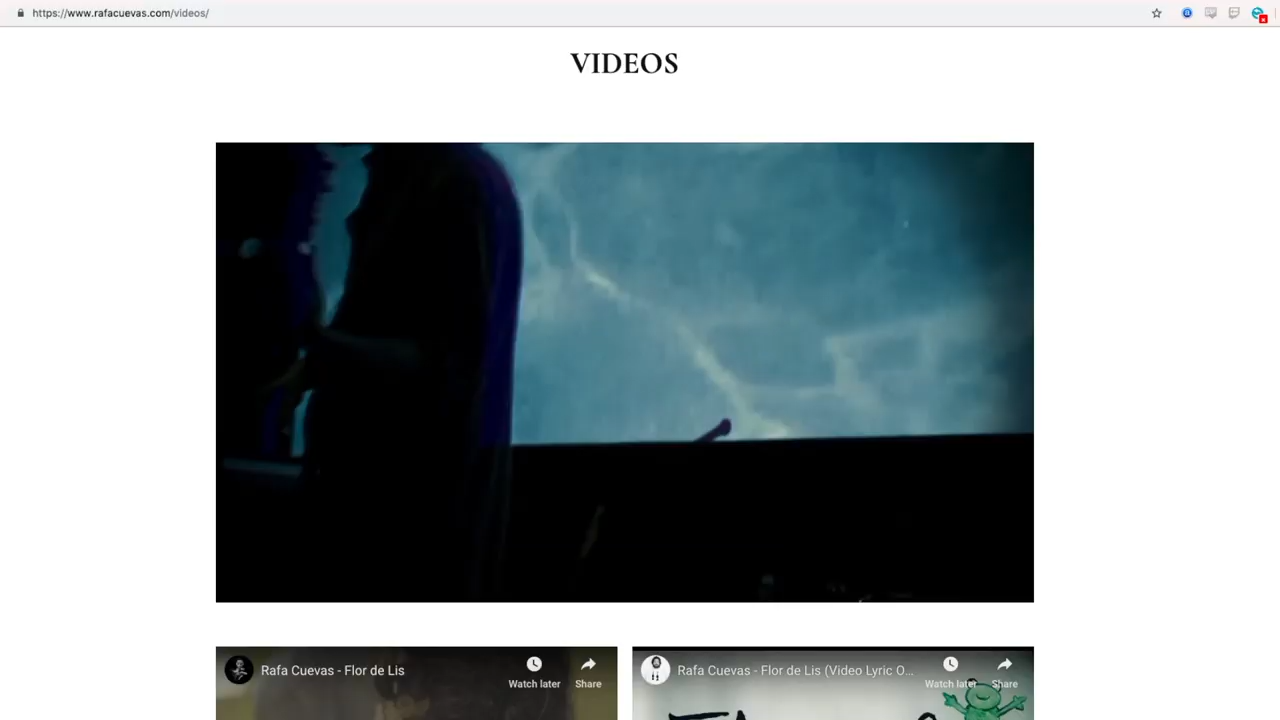 https://www.rafacuevas.com/videos/
VIDEOS
Rafa Cuevas - Flor de Lis
Watch later
Share
Rafa Cuevas - Flor de Lis (Video Lyric O...
Watch later
Share